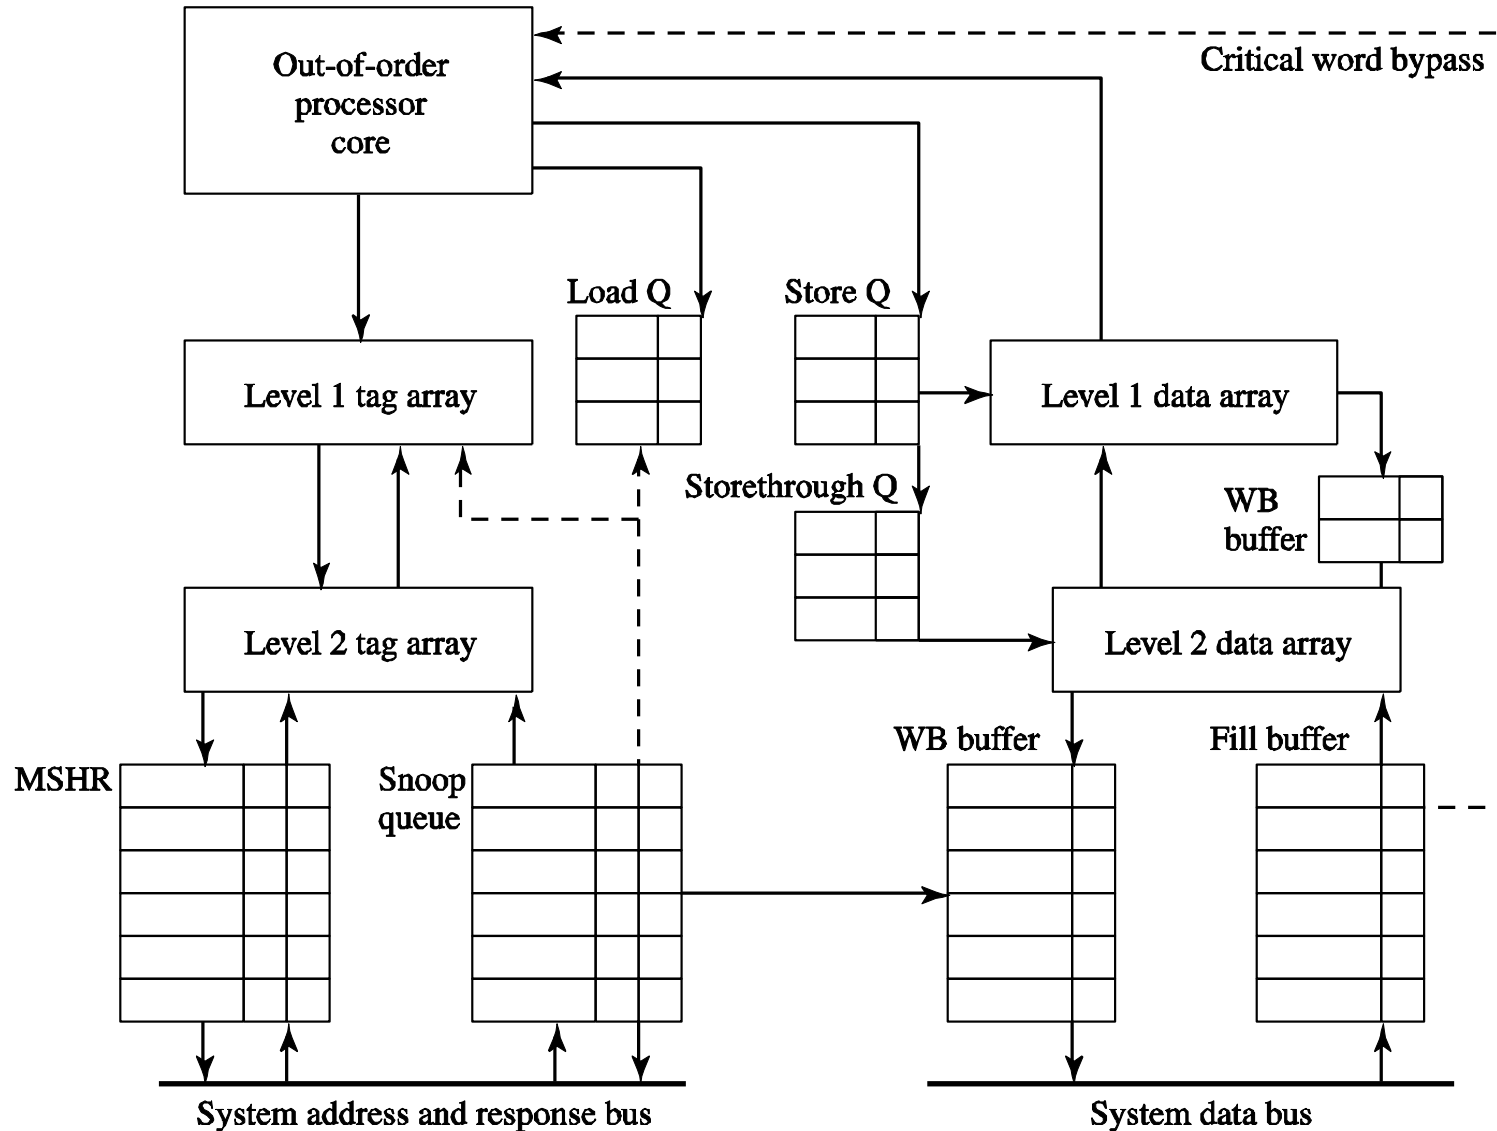 Out-of-order
processor
core
Critical word bypass
Load Q
Store Q
Level 1 tag array
Level 1 data array
Storethrough Q
WB
buffer
Level 2 tag array
Level 2 data array
MSHR
Snoop
queue
WB buffer
Fill buffer
System address and response bus
System data bus